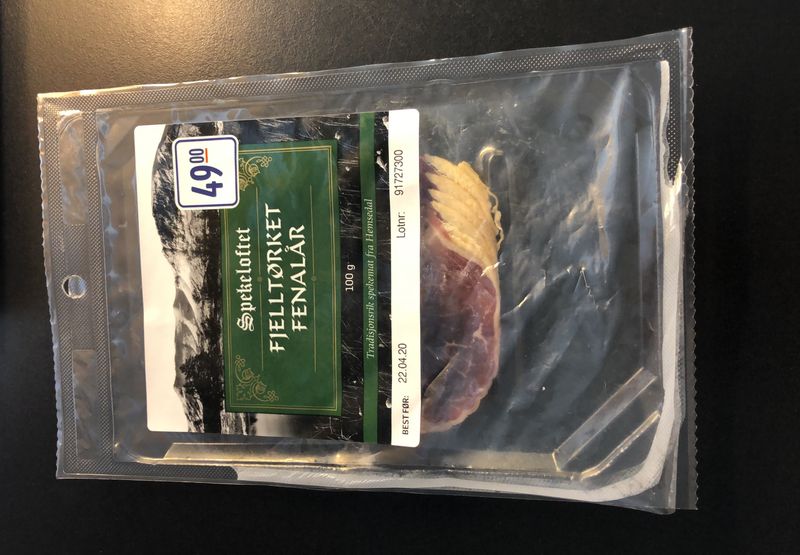 49 00
Spekeloftet
FJELLTØRKET
FENALÅR
100 g
Tradisjonsrik spekemat fra Hemsedal
BEST FØR: 22.04.20 Lotnr: 91727300